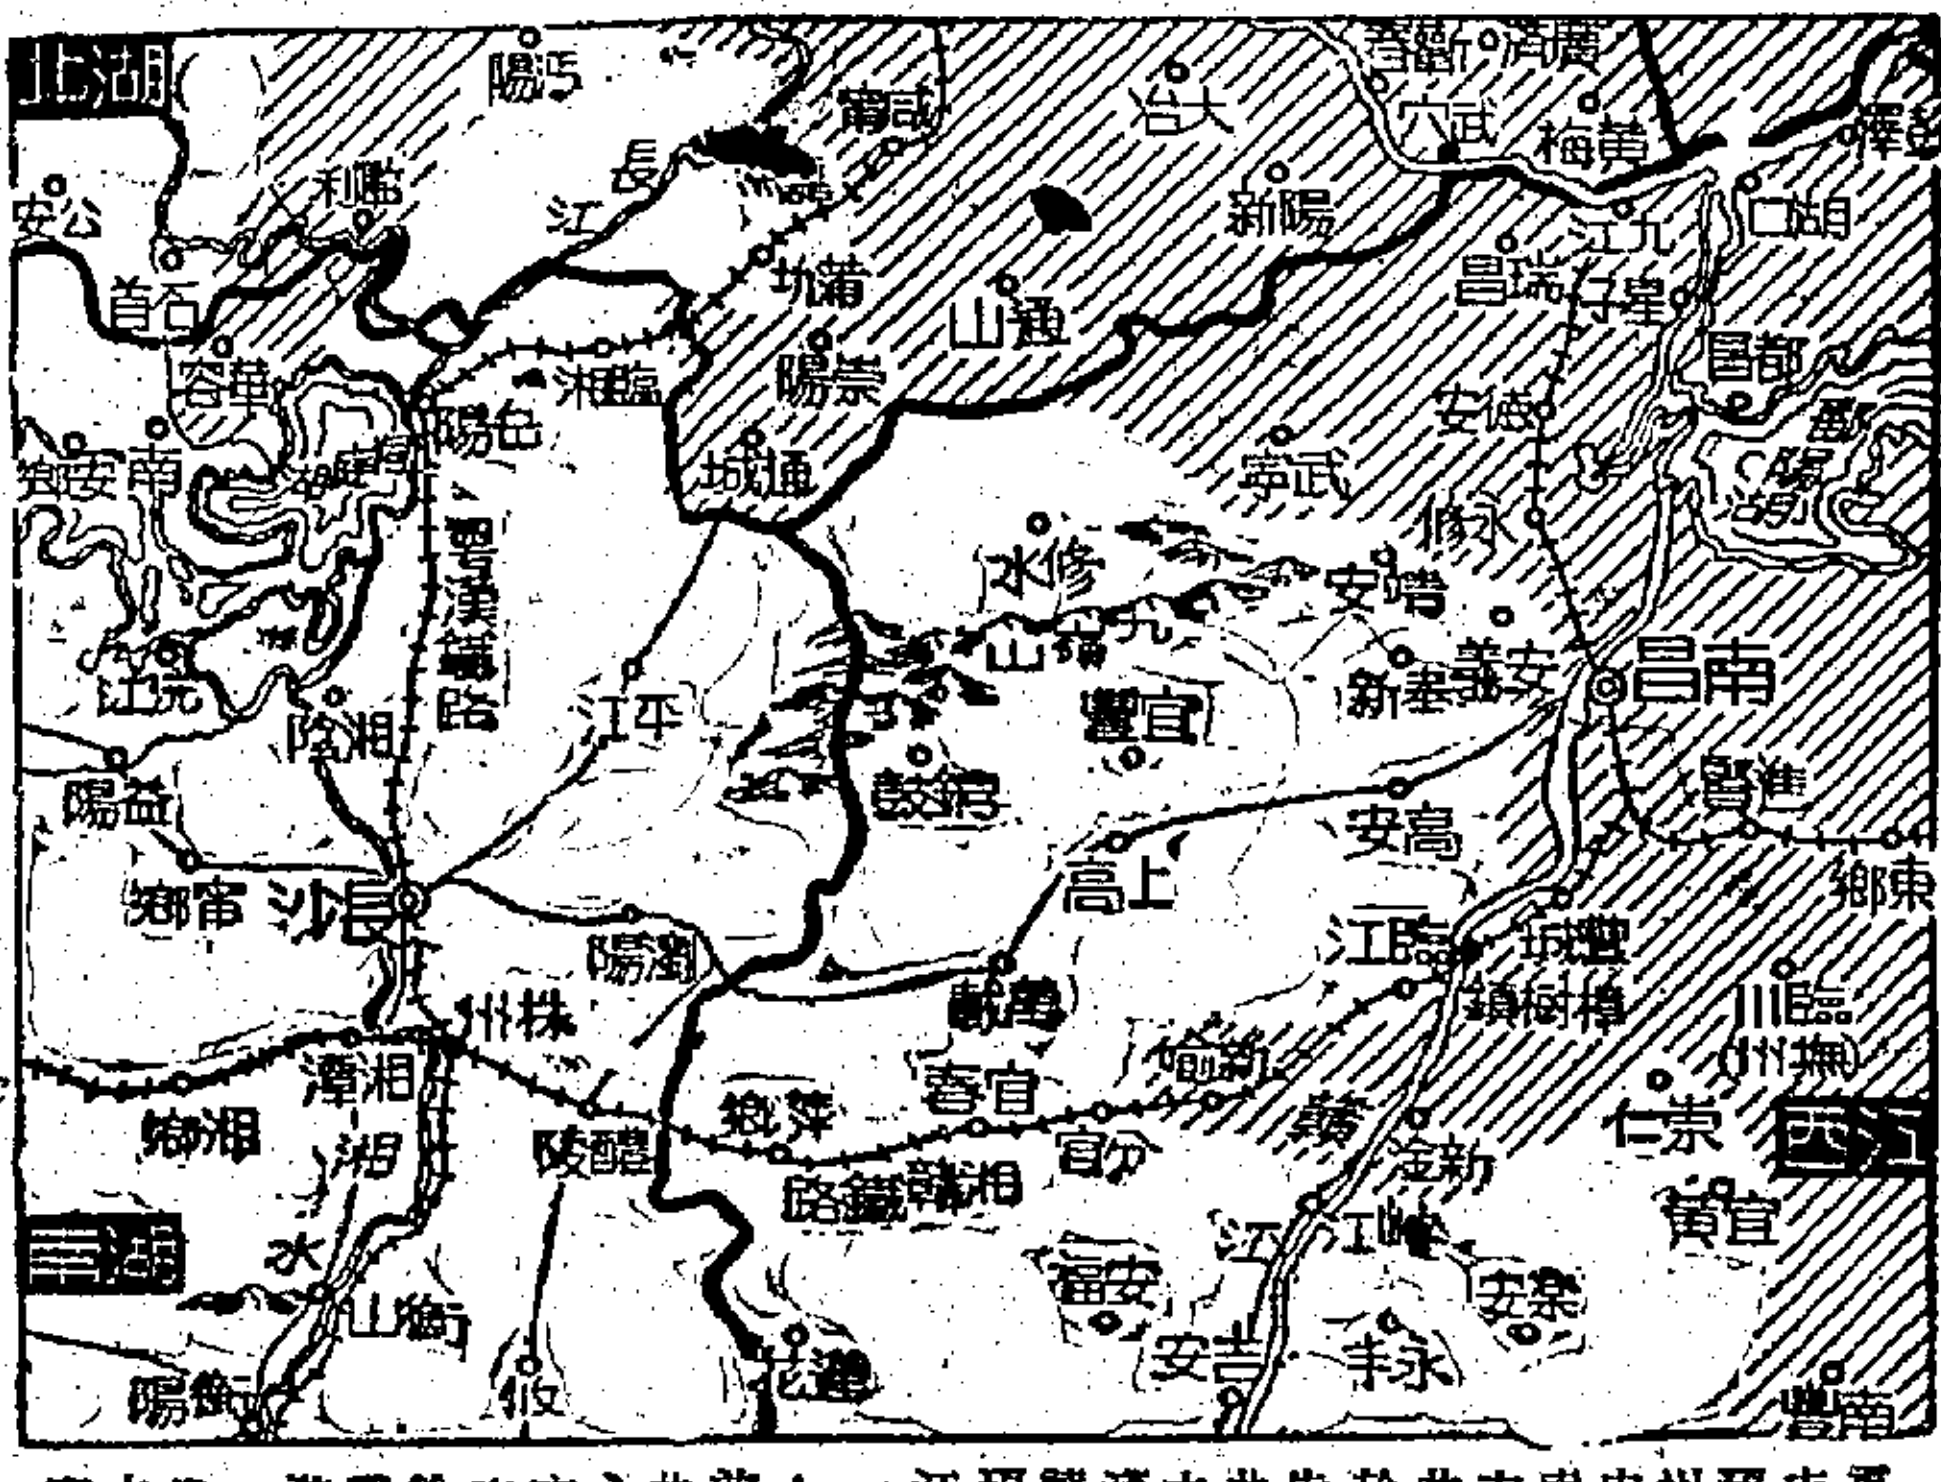 湖北
沔陽
咸甯
大冶
廣濟
武穴
黃梅
公安
監利
長江
陽新
九江
湖口
石首
蒲圻
通山
瑞昌
星子
華容
臨湘
崇陽
都昌
岳陽
德安
南
安鄉
通城
武寧
鄱陽湖
永修
粵漢鐵路
修水
靖安
九宮山
安義
沅江
奉新
南昌
湘陰
平江
宜豐
益陽
銅鼓
進賢
高安
寧鄉
長沙
上高
東鄉
瀏陽
臨江
豐城
株州
萬載
樟樹鎮
臨川
(撫州)
湘潭
宜春
新喻
湘鄉
湘水
醴陵
萍鄉
分宜
新淦
崇仁
江西
湘贛鐵路
贛江
峽江
宜黃
湖南
安福
樂安
衡山
吉安
永丰
衡陽
攸
蓮花
南豐